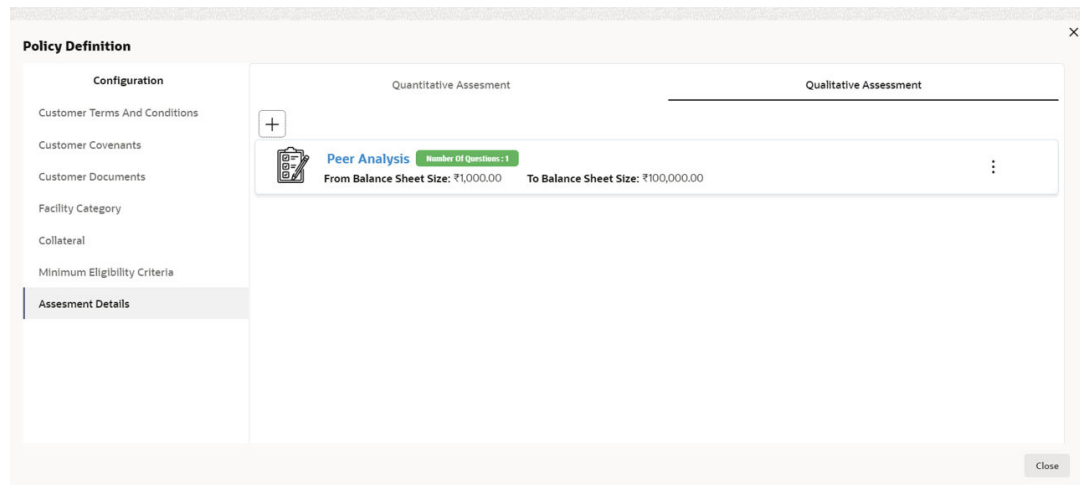 Policy Definition
Configuration
Customer Terms And Conditions
Customer Covenants
Customer Documents
Facility Category
Collateral
Minimum Eligibility Criteria
Assesment Details
Quantitative Assesment
Qualitative Assessment
Peer Analysis Number Of Questions : 1
From Balance Sheet Size: ₹1,000.00 To Balance Sheet Size: ₹100,000.00
Close